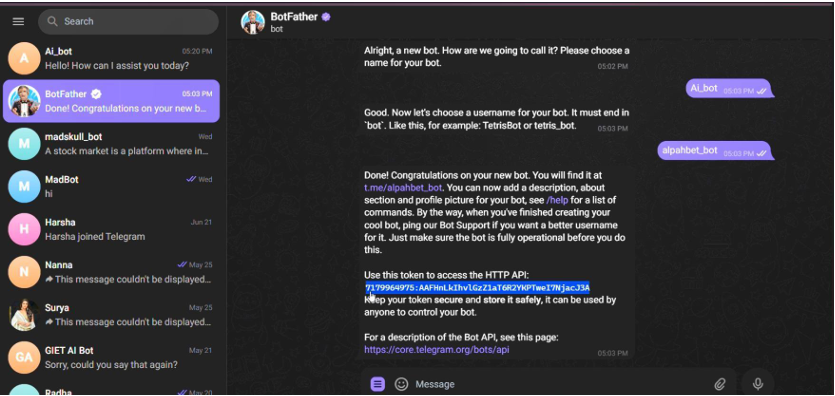 Search
Ai_bot 05:20 PM
Hello! How can I assist you today?
BotFather 05:03 PM
Done! Congratulations on your new b...
madskull_bot Wed
A stock market is a platform where in...
MadBot Wed
hi
Harsha Jun 21
Harsha joined Telegram
Nanna May 25
This message couldn't be displayed...
Surya May 25
This message couldn't be displayed...
GIET AI Bot May 21
Sorry, could you say that again?
Radha May 20
BotFather
bot
Alright, a new bot. How are we going to call it? Please choose a
name for your bot. 05:02 PM
Ai_bot 05:03 PM
Good. Now let's choose a username for your bot. It must end in
`bot`. Like this, for example: TetrisBot or tetris_bot. 05:03 PM
alpahbet_bot 05:03 PM
Done! Congratulations on your new bot. You will find it at
t.me/alpahbet_bot. You can now add a description, about
section and profile picture for your bot, see /help for a list of
commands. By the way, when you've finished creating your
cool bot, ping our Bot Support if you want a better username
for it. Just make sure the bot is fully operational before you do
this.
Use this token to access the HTTP API:
7179964975:AAFHnLkIhvlGzZ1aT6R2YKPTweI7NjacJ3A
Keep your token secure and store it safely, it can be used by
anyone to control your bot.
For a description of the Bot API, see this page:
https://core.telegram.org/bots/api 05:03 PM
Message
A
M
M
H
N
S
GA